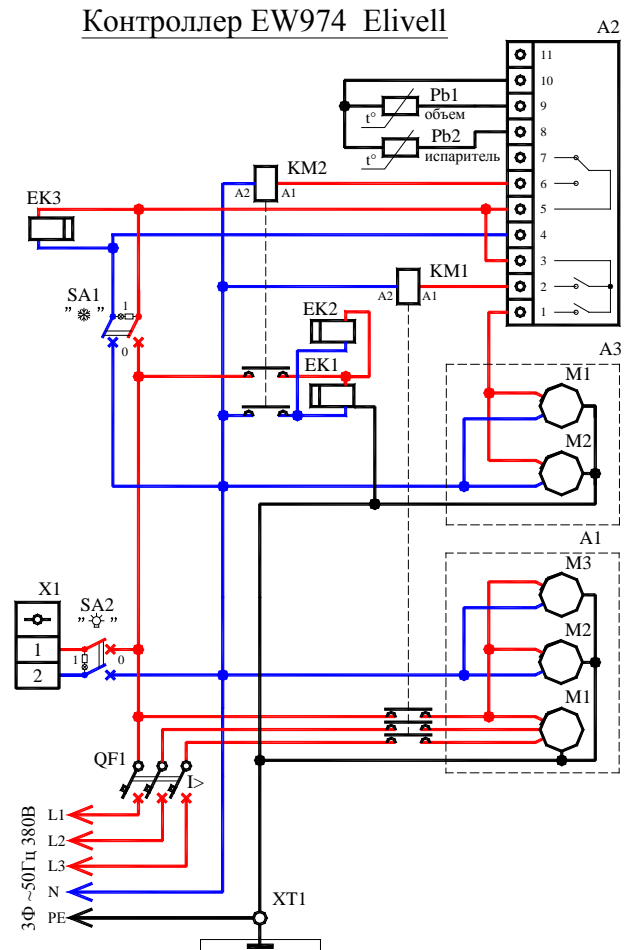 Контроллер EW974 Elivell
A2
11
10
Pb1
9
t°
объем
8
Pb2
t°
испаритель
7
KM2
A2
A1
6
EK3
5
4
3
KM1
A2
A1
2
SA1
" "
1
0
1
EK2
EK1
A3
M1
M2
A1
M3
X1
SA2
" "
1
1
0
2
M2
M1
QF1
I>
L1
L2
L3
N
PE
3Ф ~50Гц 380В
XT1